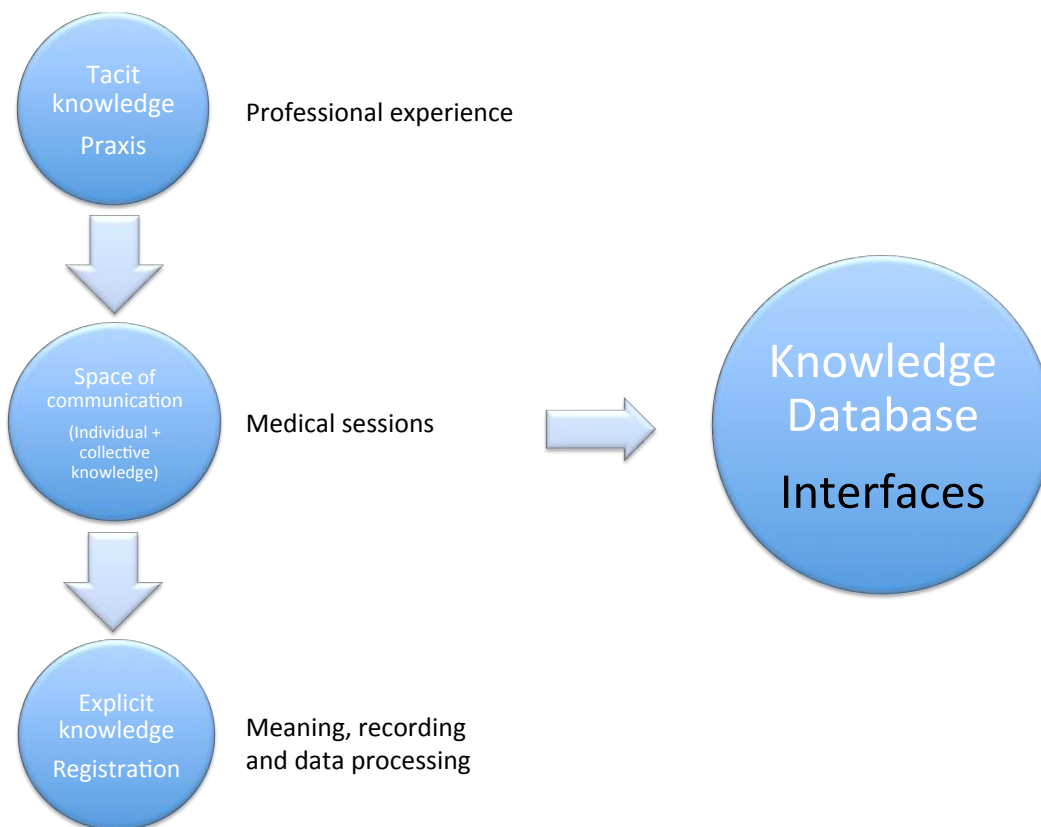 Tacit
knowledge
Praxis
Professional experience
Space of
communication
(Individual +
collective
knowledge)
Medical sessions
Explicit
knowledge
Registration
Meaning, recording
and data processing
Knowledge
Database
Interfaces